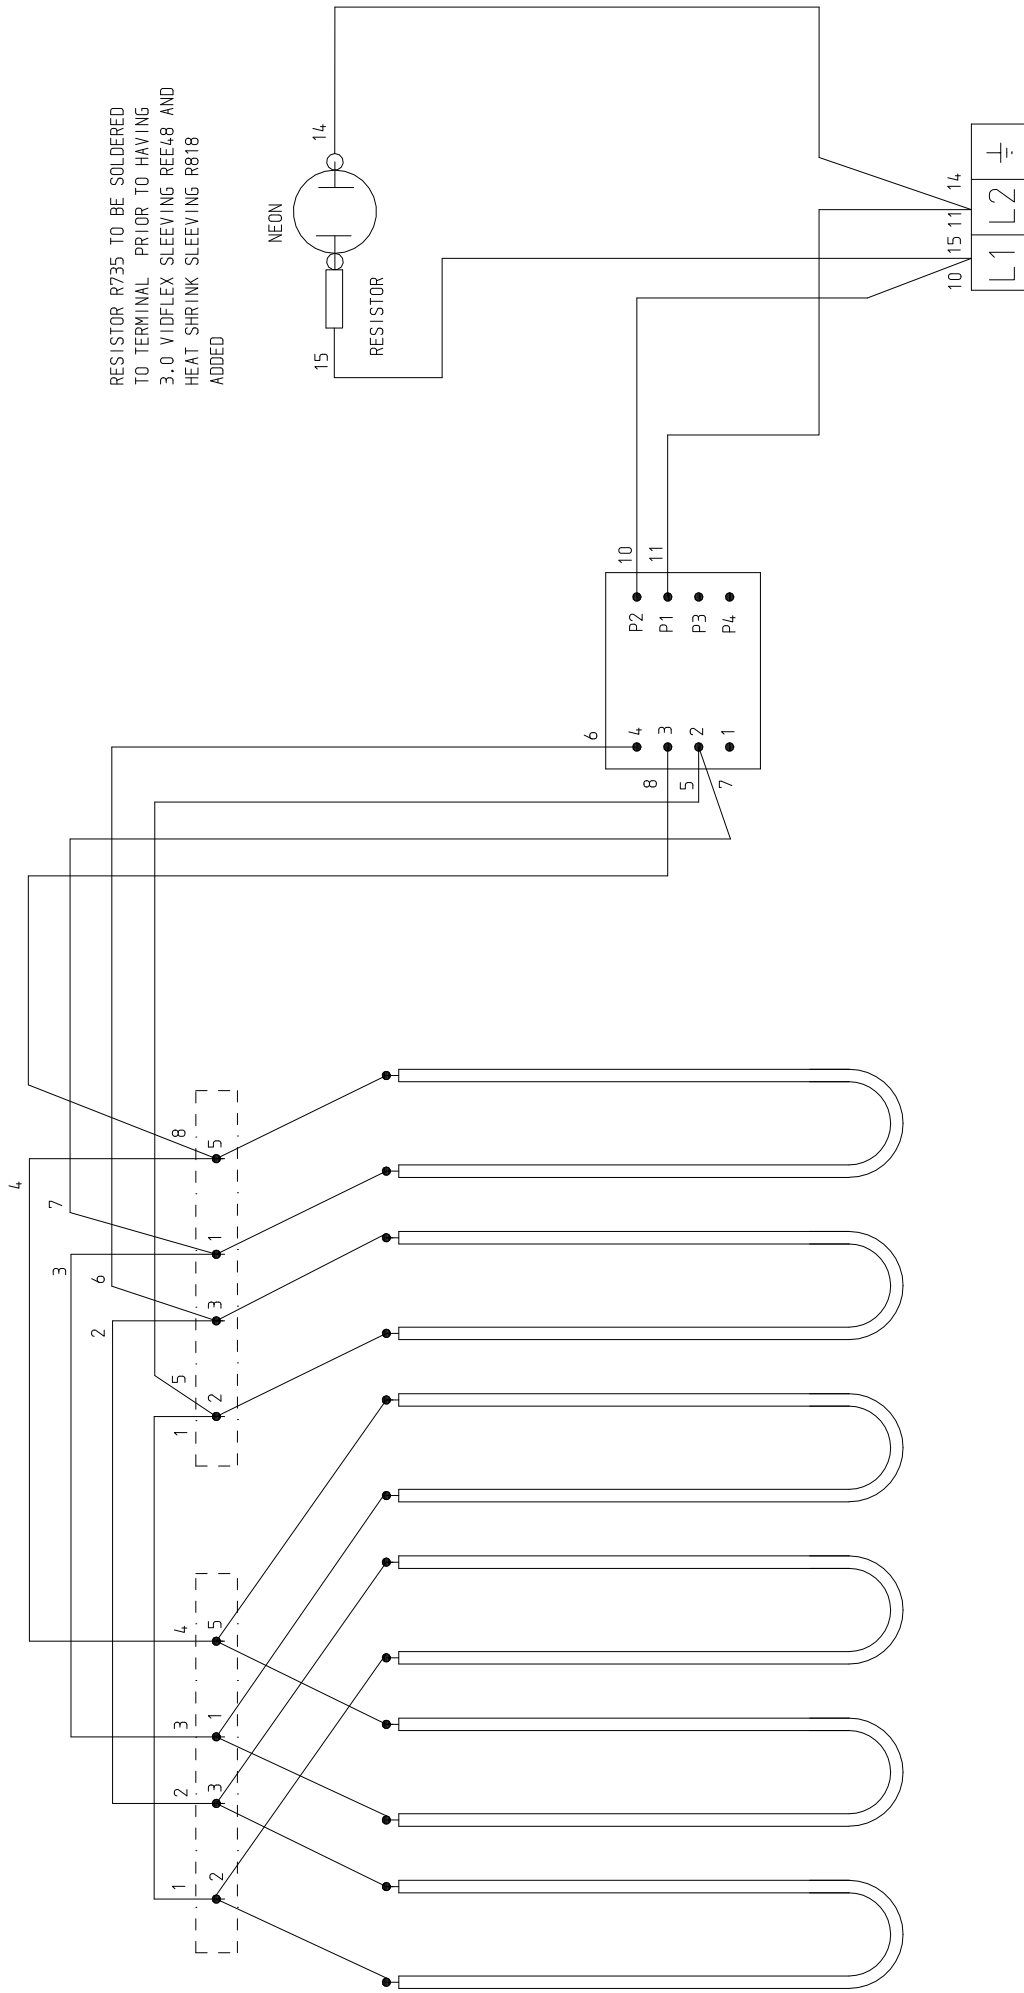 RESISTOR R735 TO BE SOLDERED
TO TERMINAL PRIOR TO HAVING
3.0 VIDFLEX SLEEVING REE48 AND
HEAT SHRINK SLEEVING R818
ADDED
NEON
14
15
RESISTOR
10 15 11 14
L1 L2
10
11
P2
P1
P3
P4
6
4
3
2
1
8
5
7
4
8
5
7
1
3
6
3
2
5
2
1
4
5
3
1
2
3
1
2